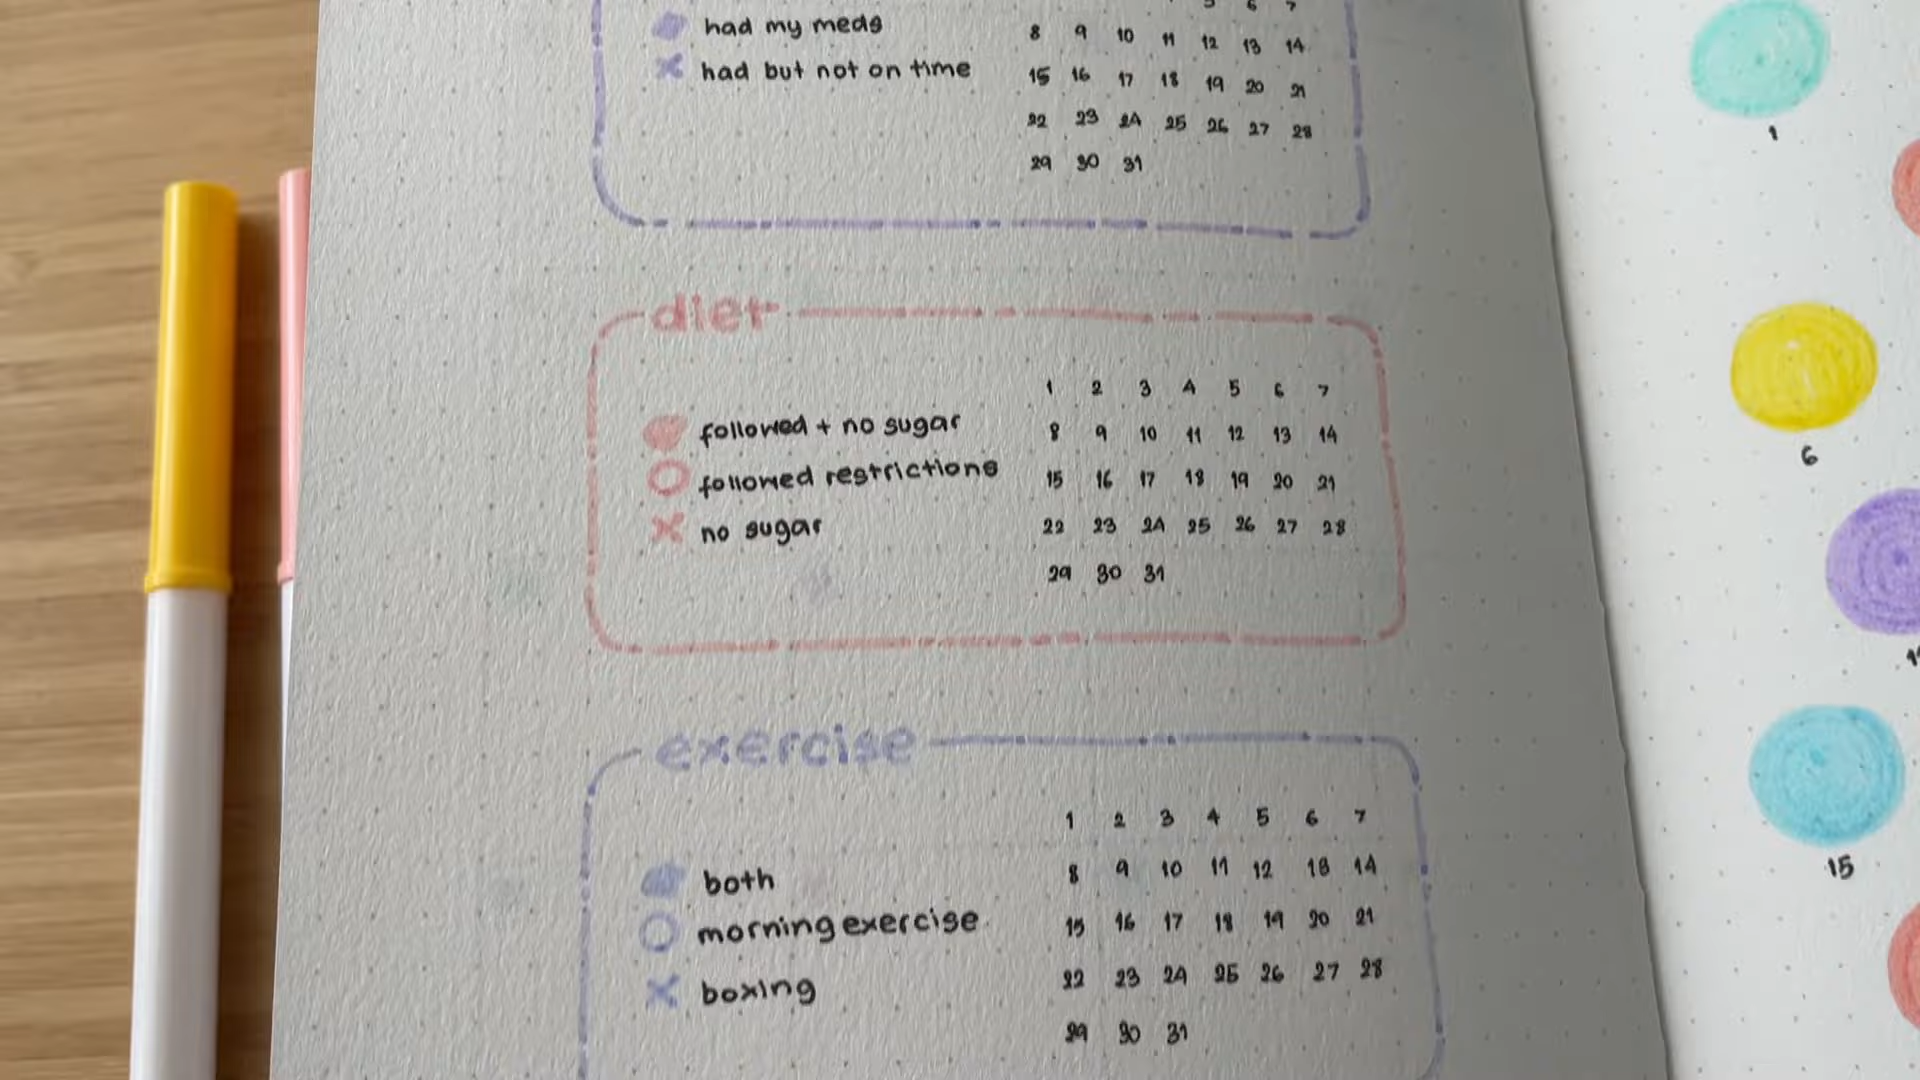 5 6 7
had my meds
8 9 10 11 12 13 14
had but not on time
15 16 17 18 19 20 21
22 23 24 25 26 27 28
29 30 31
diet
1 2 3 4 5 6 7
followed + no sugar
8 9 10 11 12 13 14
followed restrictions
15 16 17 18 19 20 21
no sugar
22 23 24 25 26 27 28
29 30 31
exercise
1 2 3 4 5 6 7
both
8 9 10 11 12 13 14
morning exercise
15 16 17 18 19 20 21
boxing
22 23 24 25 26 27 28
29 30 31
1
6
15